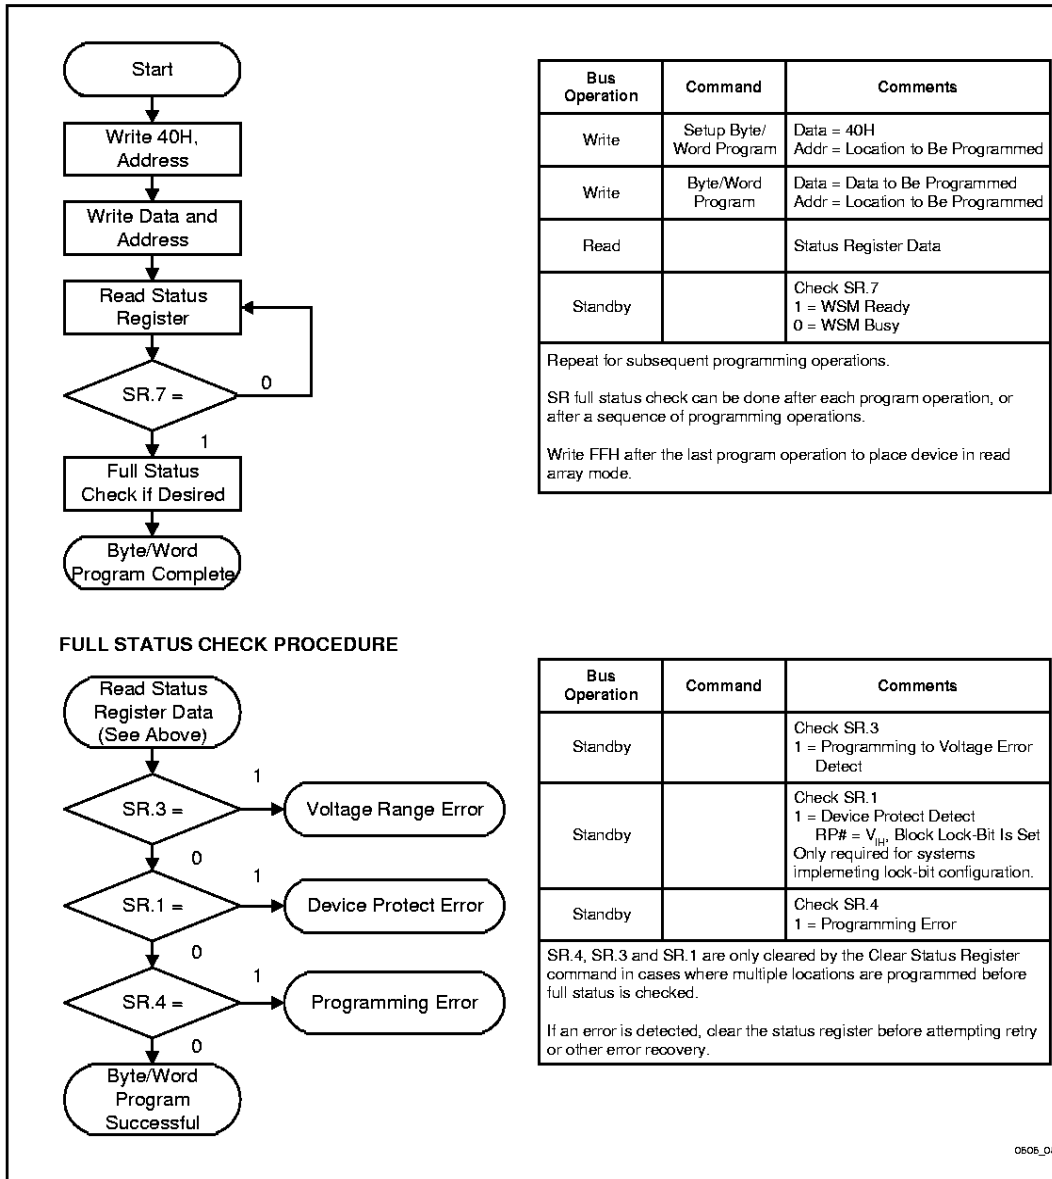 Start
Write 40H,
Address
Write Data and
Address
Read Status
Register
SR.7 =
0
1
Full Status
Check if Desired
Byte/Word
Program Complete
Bus
Operation
Command
Comments
Write
Setup Byte/
Word Program
Data = 40H
Addr = Location to Be Programmed
Write
Byte/Word
Program
Data = Data to Be Programmed
Addr = Location to Be Programmed
Read
Status Register Data
Standby
Check SR.7
1 = WSM Ready
0 = WSM Busy
Repeat for subsequent programming operations.
SR full status check can be done after each program operation, or
after a sequence of programming operations.
Write FFH after the last program operation to place device in read
array mode.
FULL STATUS CHECK PROCEDURE
Read Status
Register Data
(See Above)
SR.3 =
1
Voltage Range Error
0
SR.1 =
1
Device Protect Error
0
SR.4 =
1
Programming Error
0
Byte/Word
Program
Successful
Bus
Operation
Command
Comments
Standby
Check SR.3
1 = Programming to Voltage Error
Detect
Standby
Check SR.1
1 = Device Protect Detect
RP# = VIH, Block Lock-Bit Is Set
Only required for systems
implemeting lock-bit configuration.
Standby
Check SR.4
1 = Programming Error
SR.4, SR.3 and SR.1 are only cleared by the Clear Status Register
command in cases where multiple locations are programmed before
full status is checked.
If an error is detected, clear the status register before attempting retry
or other error recovery.